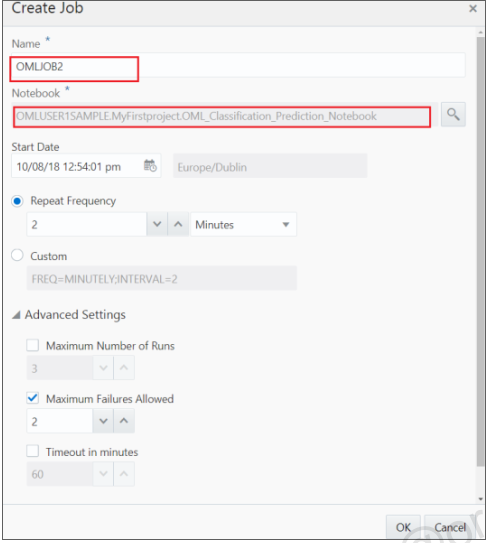 Create Job
×
Name *
OMLJOB2
Notebook *
OMLUSER1SAMPLE.MyFirstproject.OML_Classification_Prediction_Notebook
Start Date
10/08/18 12:54:01 pm Europe/Dublin
Repeat Frequency
2 Minutes
Custom
FREQ=MINUTELY;INTERVAL=2
Advanced Settings
Maximum Number of Runs
3
Maximum Failures Allowed
2
Timeout in minutes
60
OK Cancel